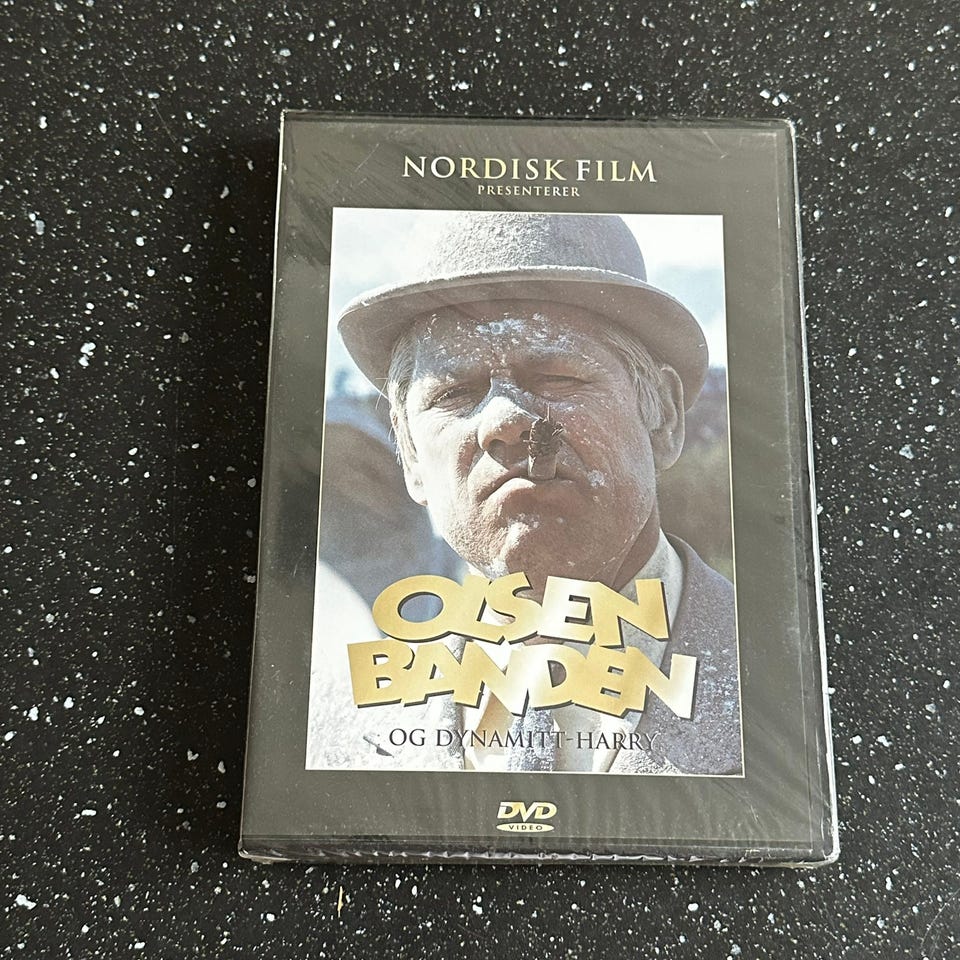 NORDISK FILM
PRESENTERER
OLSEN
BANDEN
OG DYNAMITT-HARRY
DVD
VIDEO